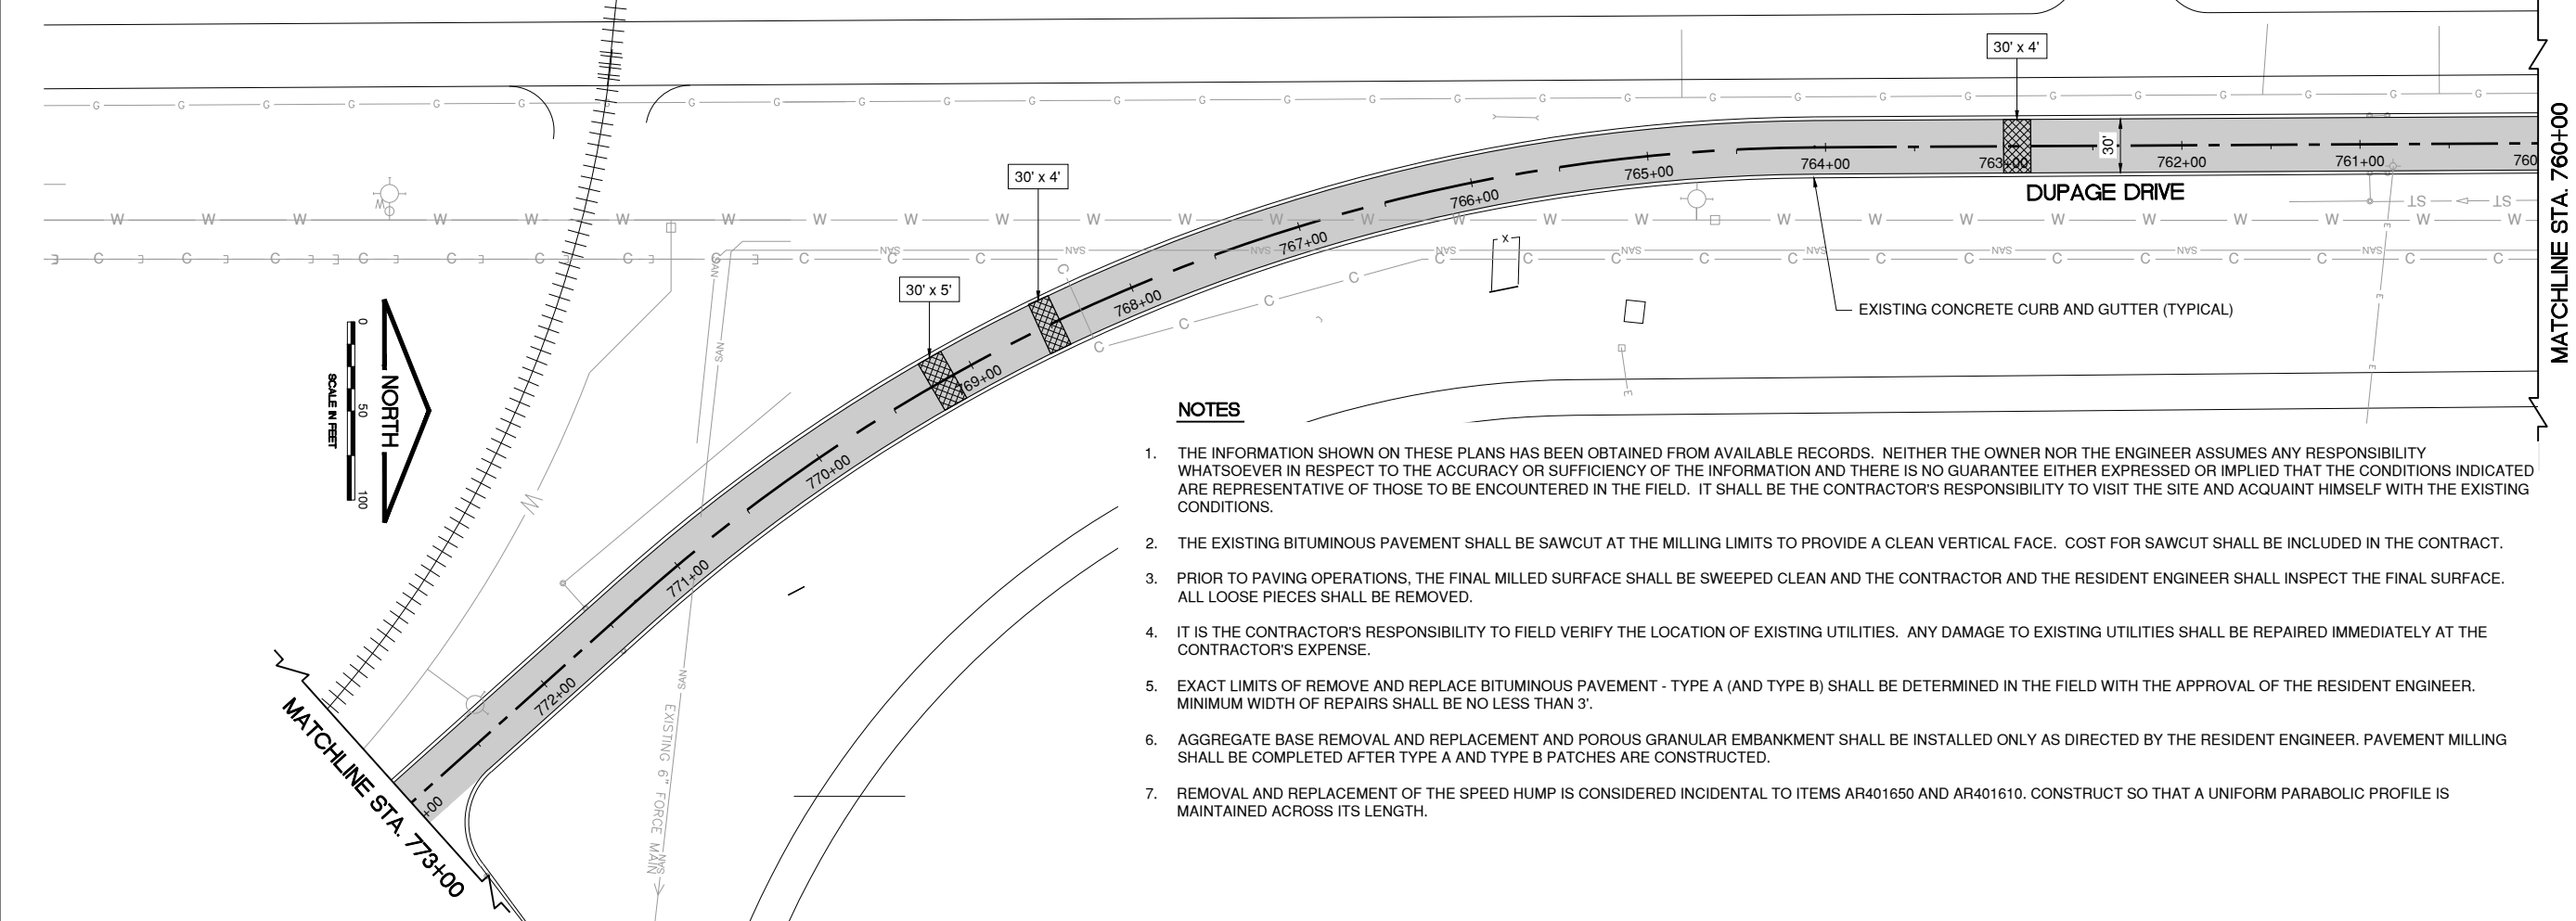 30' x 4'
30' x 4'
30' x 5'
30'
764+00
763+00
762+00
761+00
760
765+00
766+00
767+00
768+00
769+00
770+00
771+00
772+00
+00
DUPAGE DRIVE
MATCHLINE STA. 760+00
MATCHLINE STA. 773+00
EXISTING CONCRETE CURB AND GUTTER (TYPICAL)
NORTH
0 50 100
SCALE IN FEET
EXISTING 6" FORCE MAIN
G G G G G G G G G G G G G G G G G G G G G G G G G G G G G
W W W W W W W W W W W W W W W W W W W W W W W W W W W
SAN SAN SAN SAN SAN SAN SAN SAN SAN
C C C C C C C C C C C C C C C C C C C C C C C C
ST ST
X
NOTES
1. THE INFORMATION SHOWN ON THESE PLANS HAS BEEN OBTAINED FROM AVAILABLE RECORDS. NEITHER THE OWNER NOR THE ENGINEER ASSUMES ANY RESPONSIBILITY
WHATSOEVER IN RESPECT TO THE ACCURACY OR SUFFICIENCY OF THE INFORMATION AND THERE IS NO GUARANTEE EITHER EXPRESSED OR IMPLIED THAT THE CONDITIONS INDICATED
ARE REPRESENTATIVE OF THOSE TO BE ENCOUNTERED IN THE FIELD. IT SHALL BE THE CONTRACTOR'S RESPONSIBILITY TO VISIT THE SITE AND ACQUAINT HIMSELF WITH THE EXISTING
CONDITIONS.
2. THE EXISTING BITUMINOUS PAVEMENT SHALL BE SAWCUT AT THE MILLING LIMITS TO PROVIDE A CLEAN VERTICAL FACE. COST FOR SAWCUT SHALL BE INCLUDED IN THE CONTRACT.
3. PRIOR TO PAVING OPERATIONS, THE FINAL MILLED SURFACE SHALL BE SWEEPED CLEAN AND THE CONTRACTOR AND THE RESIDENT ENGINEER SHALL INSPECT THE FINAL SURFACE.
ALL LOOSE PIECES SHALL BE REMOVED.
4. IT IS THE CONTRACTOR'S RESPONSIBILITY TO FIELD VERIFY THE LOCATION OF EXISTING UTILITIES. ANY DAMAGE TO EXISTING UTILITIES SHALL BE REPAIRED IMMEDIATELY AT THE
CONTRACTOR'S EXPENSE.
5. EXACT LIMITS OF REMOVE AND REPLACE BITUMINOUS PAVEMENT - TYPE A (AND TYPE B) SHALL BE DETERMINED IN THE FIELD WITH THE APPROVAL OF THE RESIDENT ENGINEER.
MINIMUM WIDTH OF REPAIRS SHALL BE NO LESS THAN 3'.
6. AGGREGATE BASE REMOVAL AND REPLACEMENT AND POROUS GRANULAR EMBANKMENT SHALL BE INSTALLED ONLY AS DIRECTED BY THE RESIDENT ENGINEER. PAVEMENT MILLING
SHALL BE COMPLETED AFTER TYPE A AND TYPE B PATCHES ARE CONSTRUCTED.
7. REMOVAL AND REPLACEMENT OF THE SPEED HUMP IS CONSIDERED INCIDENTAL TO ITEMS AR401650 AND AR401610. CONSTRUCT SO THAT A UNIFORM PARABOLIC PROFILE IS
MAINTAINED ACROSS ITS LENGTH.